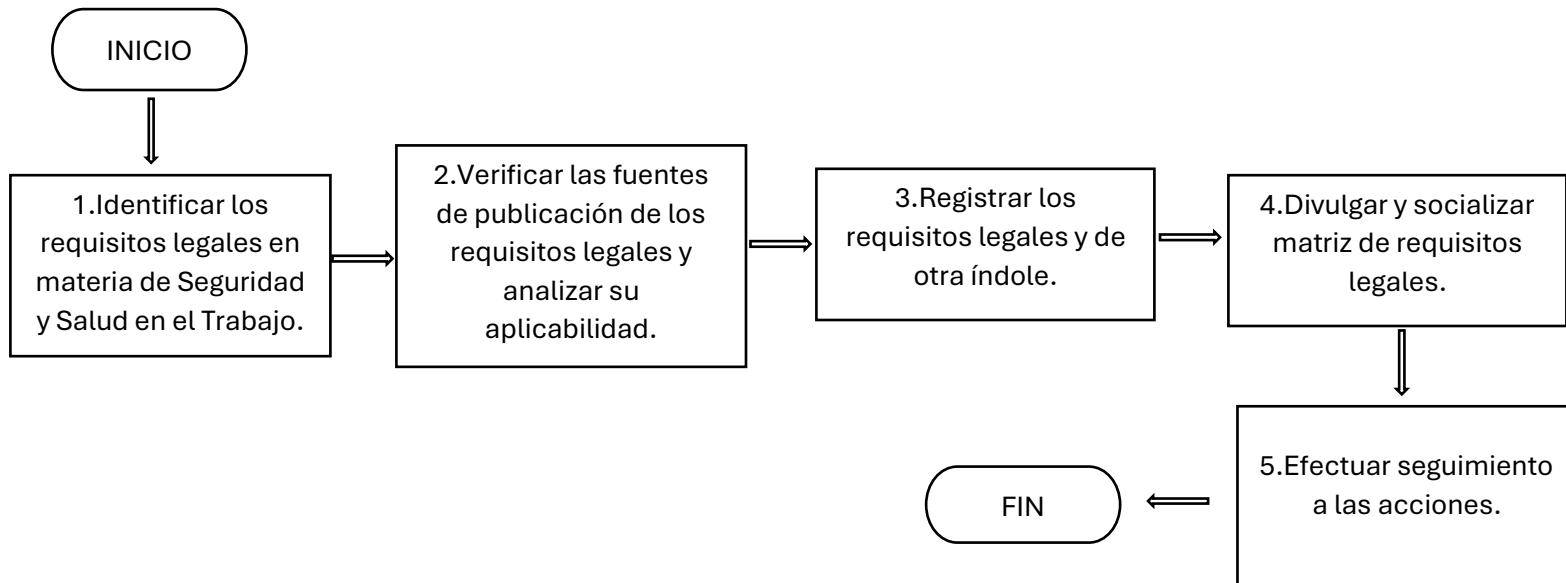 INICIO
1.Identificar los
requisitos legales en
materia de Seguridad
y Salud en el Trabajo.
2.Verificar las fuentes
de publicación de los
requisitos legales y
analizar su
aplicabilidad.
3.Registrar los
requisitos legales y de
otra índole.
4.Divulgar y socializar
matriz de requisitos
legales.
5.Efectuar seguimiento
a las acciones.
FIN